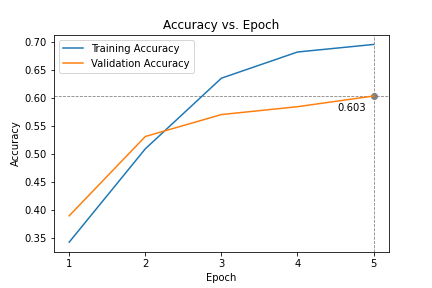 Accuracy vs. Epoch
Training Accuracy
Validation Accuracy
0.70
0.65
0.60
0.55
0.50
0.45
0.40
0.35
Accuracy
0.603
1 2 3 4 5
Epoch